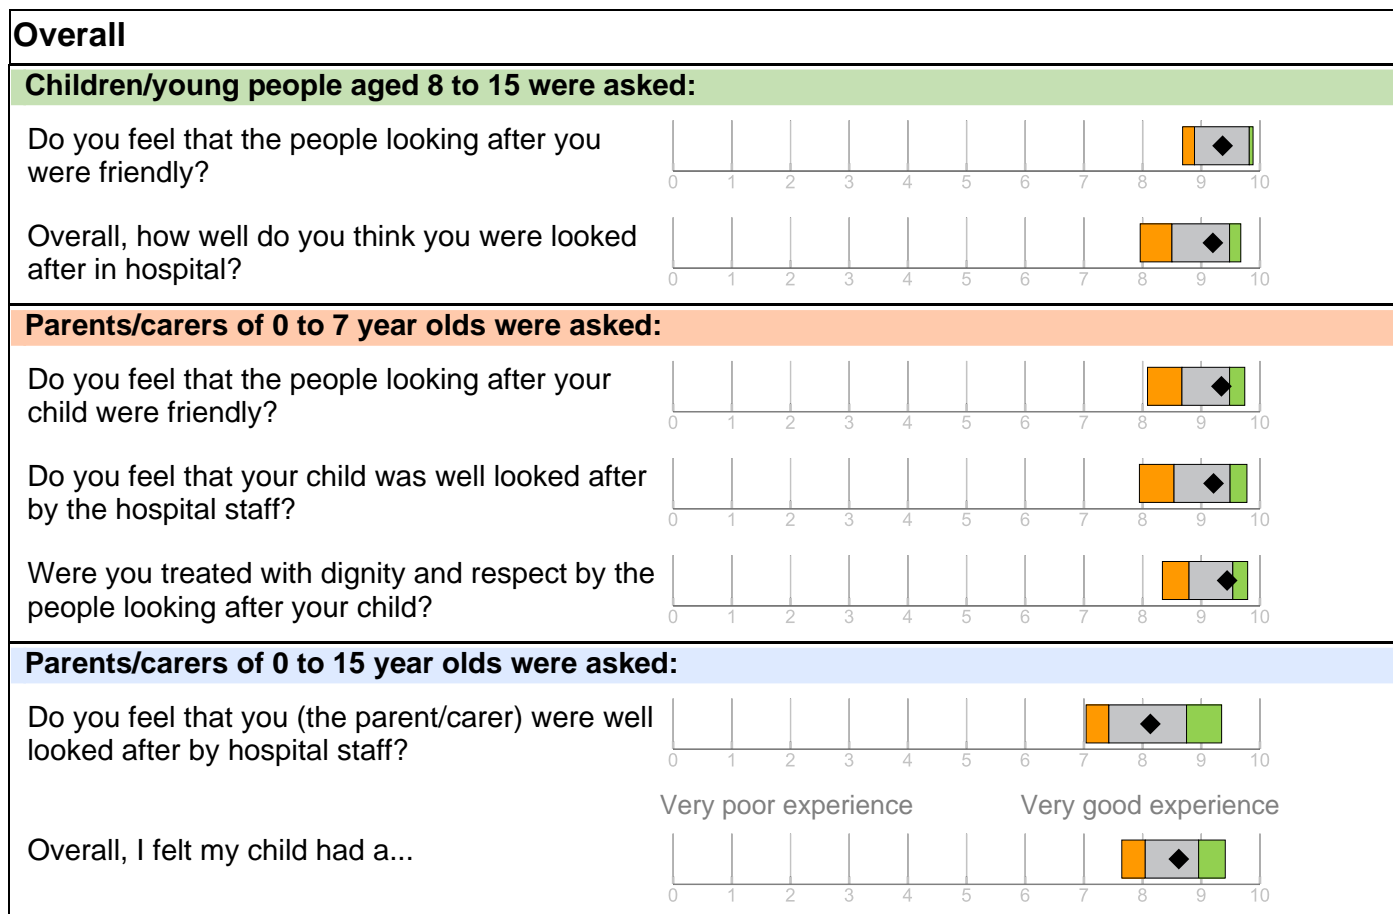 Overall
Children/young people aged 8 to 15 were asked:
Do you feel that the people looking after you
were friendly?
0 1 2 3 4 5 6 7 8 9 10
Overall, how well do you think you were looked
after in hospital?
0 1 2 3 4 5 6 7 8 9 10
Parents/carers of 0 to 7 year olds were asked:
Do you feel that the people looking after your
child were friendly?
0 1 2 3 4 5 6 7 8 9 10
Do you feel that your child was well looked after
by the hospital staff?
0 1 2 3 4 5 6 7 8 9 10
Were you treated with dignity and respect by the
people looking after your child?
0 1 2 3 4 5 6 7 8 9 10
Parents/carers of 0 to 15 year olds were asked:
Do you feel that you (the parent/carer) were well
looked after by hospital staff?
0 1 2 3 4 5 6 7 8 9 10
Very poor experience Very good experience
Overall, I felt my child had a...
0 1 2 3 4 5 6 7 8 9 10